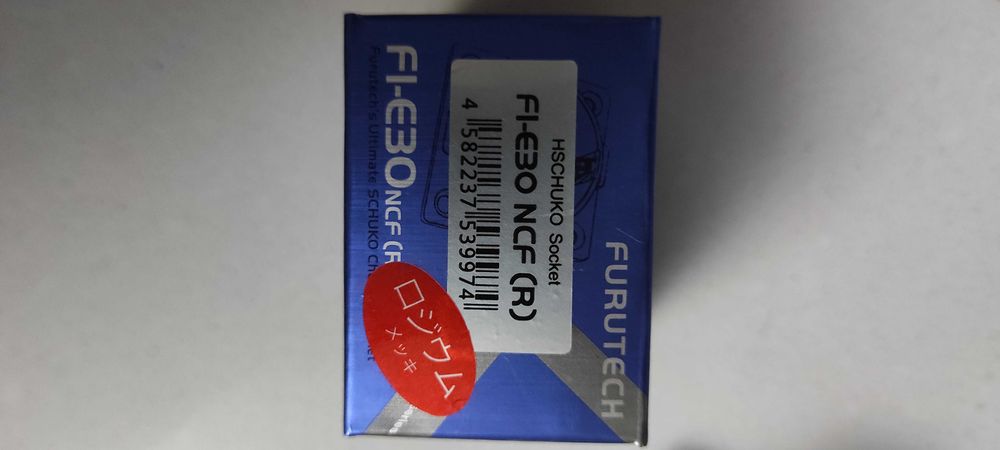 FURUTECH
HSCHUKO Socket
FI-E30 NCF (R)
4 582237 539974
FI-E30 NCF (R
Furutech's Ultimate SCHUKO
ロジウム
メッキ